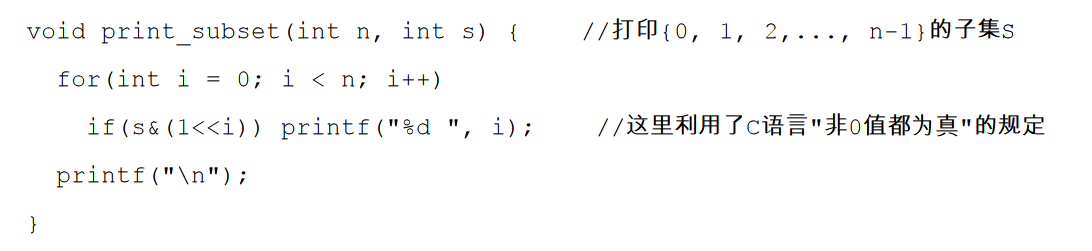 void print_subset(int n, int s) {    //打印{0, 1, 2,..., n-1}的子集S
  for(int i = 0; i < n; i++)
    if(s&(1<<i)) printf("%d ", i);    //这里利用了C语言"非0值都为真"的规定
  printf("\n");
}